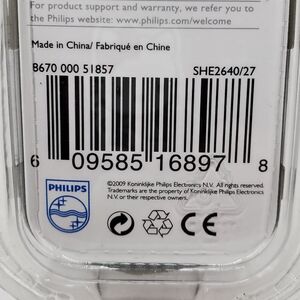 For product support and warranty, we refer you to
the Philips website: www.philips.com/welcome
Made in China/ Fabriqué en Chine
8670 000 51857 SHE2640/27
6 09585 16897 8
PHILIPS
©2009 Koninklijke Philips Electronics N.V. All rights reserved.
Trademarks are the property of Koninklijke Philips Electronics
N.V. or their respective owners.